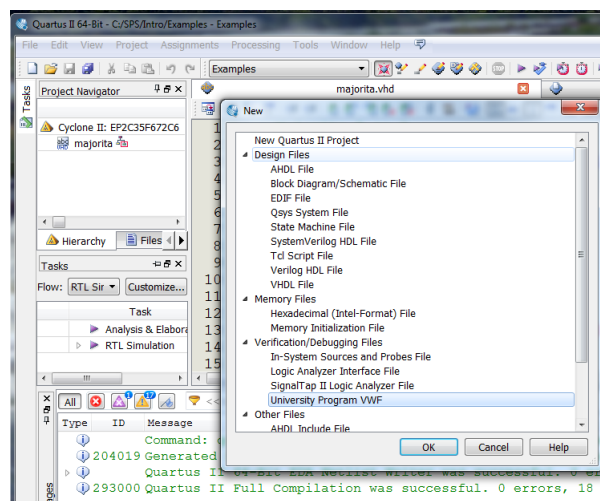 Quartus II 64-Bit - C:/SPS/Intro/Examples - Examples
File Edit View Project Assignments Processing Tools Window Help
Examples
Tasks
Project Navigator
majorita.vhd
Cyclone II: EP2C35F672C6
majorita
Hierarchy
Files
Tasks
Flow: RTL Sir Customize...
Task
Analysis & Elabora
RTL Simulation
1
2
3
4
5
6
7
8
9
10
11
12
13
14
15
New
New Quartus II Project
Design Files
AHDL File
Block Diagram/Schematic File
EDIF File
Qsys System File
State Machine File
SystemVerilog HDL File
Tcl Script File
Verilog HDL File
VHDL File
Memory Files
Hexadecimal (Intel-Format) File
Memory Initialization File
Verification/Debugging Files
In-System Sources and Probes File
Logic Analyzer Interface File
SignalTap II Logic Analyzer File
University Program VWF
Other Files
AHDL Include File
OK Cancel Help
All
<<
Type ID Message
Command:
204019 Generated
Quartus II 64-Bit EDA Netlist Writer was successful. 0 er
293000 Quartus II Full Compilation was successful. 0 errors, 18
ges